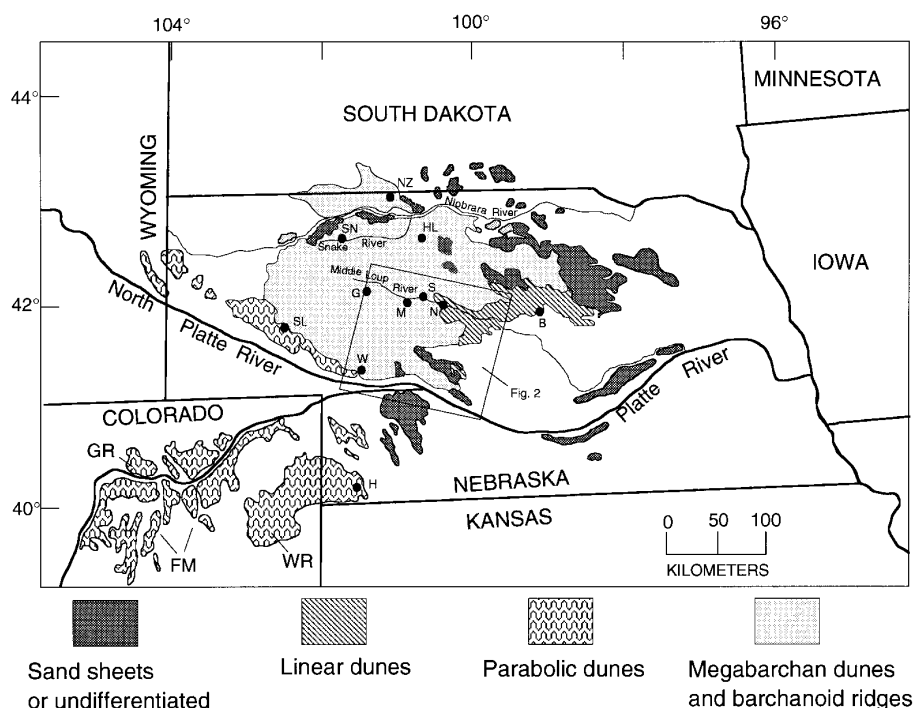 104°
100°
96°
MINNESOTA
44°
SOUTH DAKOTA
WYOMING
NZ
Niobrara River
SN
HL
Snake River
IOWA
Middle Loup River
42°
G
S
M
N
B
North Platte River
SL
W
Fig. 2
Platte River
COLORADO
GR
H
NEBRASKA
40°
KANSAS
FM
WR
0 50 100
KILOMETERS
Sand sheets
or undifferentiated
Linear dunes
Parabolic dunes
Megabarchan dunes
and barchanoid ridges